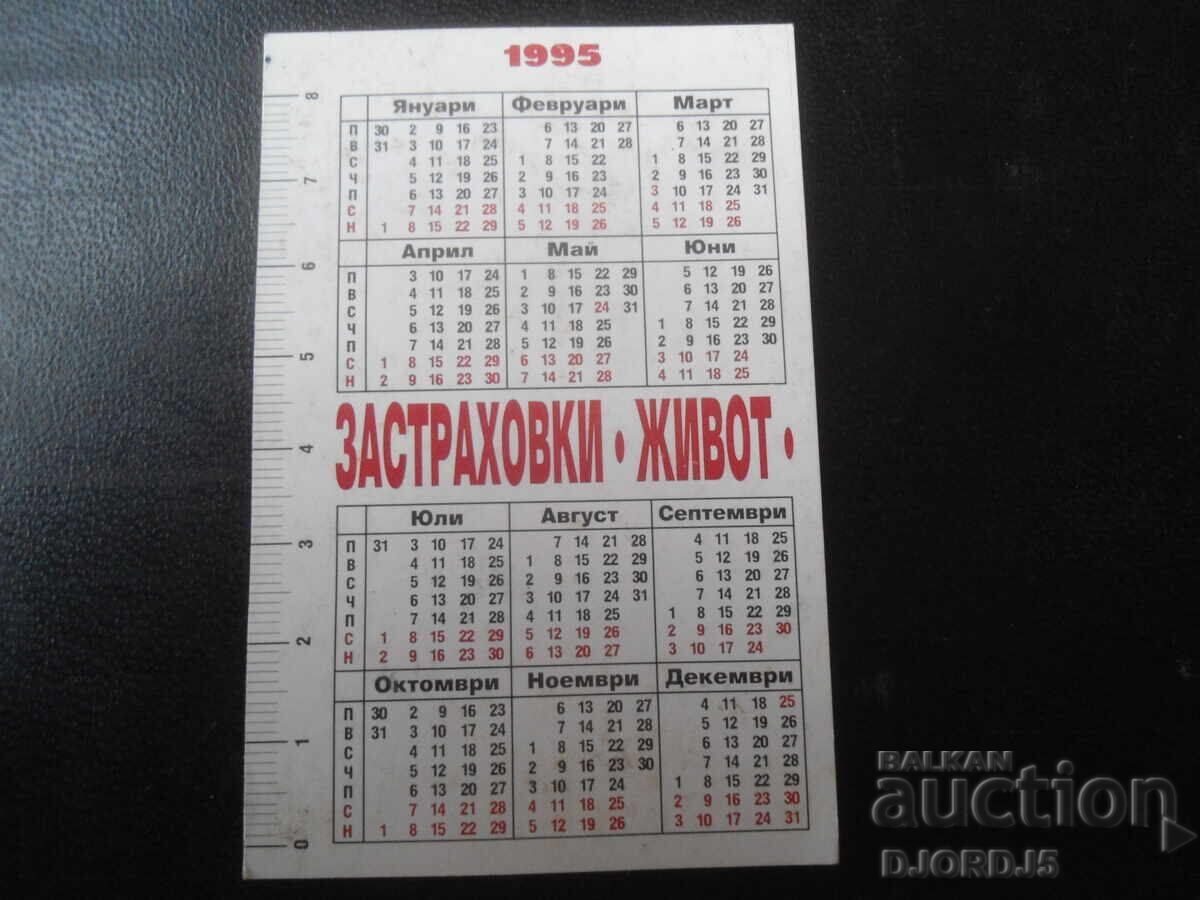 1995
Януари Февруари Март
П 30 2 9 16 23 6 13 20 27 6 13 20 27
В 31 3 10 17 24 7 14 21 28 7 14 21 28
С 4 11 18 25 1 8 15 22 1 8 15 22 29
Ч 5 12 19 26 2 9 16 23 2 9 16 23 30
П 6 13 20 27 3 10 17 24 3 10 17 24 31
С 7 14 21 28 4 11 18 25 4 11 18 25
Н 1 8 15 22 29 5 12 19 26 5 12 19 26
Април Май Юни
П 3 10 17 24 1 8 15 22 29 5 12 19 26
В 4 11 18 25 2 9 16 23 30 6 13 20 27
С 5 12 19 26 3 10 17 24 31 7 14 21 28
Ч 6 13 20 27 4 11 18 25 1 8 15 22 29
П 7 14 21 28 5 12 19 26 2 9 16 23 30
С 1 8 15 22 29 6 13 20 27 3 10 17 24
Н 2 9 16 23 30 7 14 21 28 4 11 18 25
ЗАСТРАХОВКИ • ЖИВОТ •
Юли Август Септември
П 31 3 10 17 24 7 14 21 28 4 11 18 25
В 4 11 18 25 1 8 15 22 29 5 12 19 26
С 5 12 19 26 2 9 16 23 30 6 13 20 27
Ч 6 13 20 27 3 10 17 24 31 7 14 21 28
П 7 14 21 28 4 11 18 25 1 8 15 22 29
С 1 8 15 22 29 5 12 19 26 2 9 16 23 30
Н 2 9 16 23 30 6 13 20 27 3 10 17 24
Октомври Ноември Декември
П 30 2 9 16 23 6 13 20 27 4 11 18 25
В 31 3 10 17 24 7 14 21 28 5 12 19 26
С 4 11 18 25 1 8 15 22 29 6 13 20 27
Ч 5 12 19 26 2 9 16 23 30 7 14 21 28
П 6 13 20 27 3 10 17 24 1 8 15 22 29
С 7 14 21 28 4 11 18 25 2 9 16 23 30
Н 1 8 15 22 29 5 12 19 26 3 10 17 24 31
8
7
6
5
4
3
2
1
0
BALKAN
auction
DJORDJ5